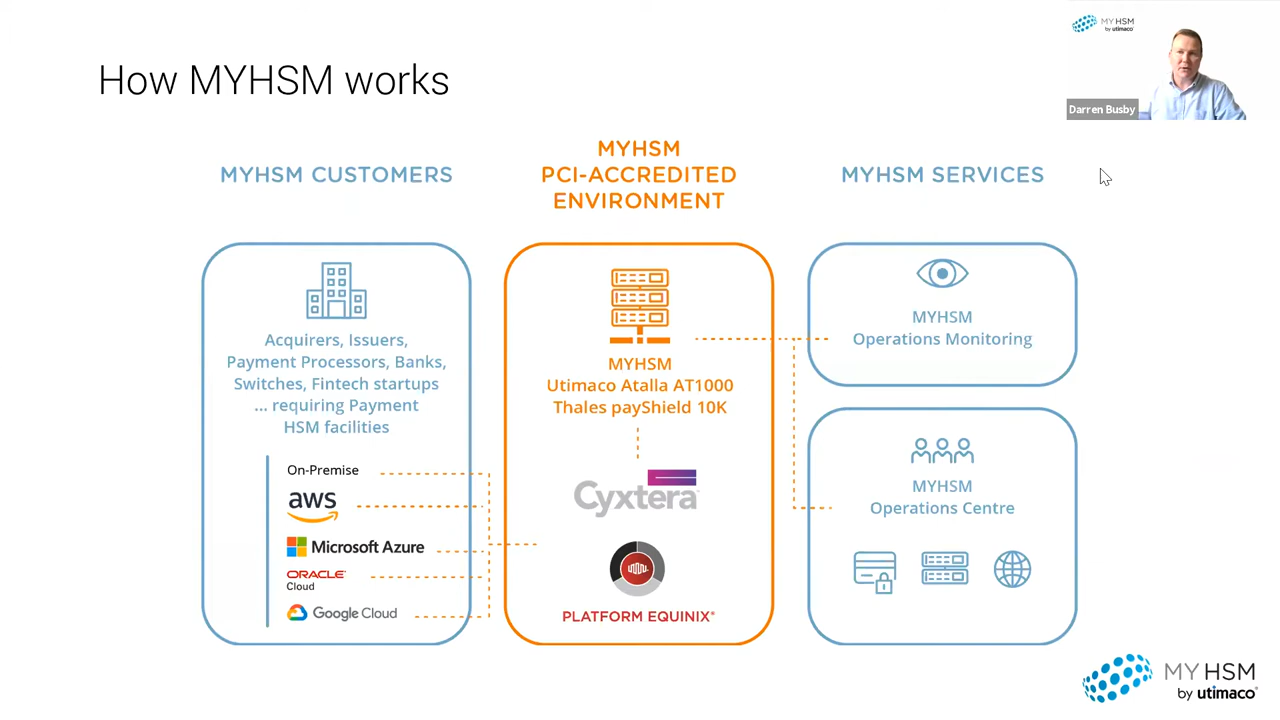 How MYHSM works
MY HSM
by utimaco
Darren Busby
MYHSM CUSTOMERS
Acquirers, Issuers,
Payment Processors, Banks,
Switches, Fintech startups
... requiring Payment
HSM facilities
On-Premise
aws
Microsoft Azure
ORACLE
Cloud
Google Cloud
MYHSM
PCI-ACCREDITED
ENVIRONMENT
MYHSM
Utimaco Atalla AT1000
Thales payShield 10K
Cyxtera
PLATFORM EQUINIX®
MYHSM SERVICES
MYHSM
Operations Monitoring
MYHSM
Operations Centre
MY HSM
by utimaco®